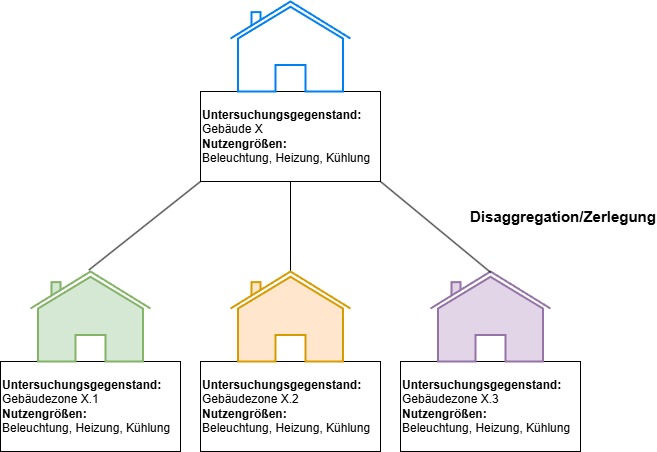 Untersuchungsgegenstand:
Gebäude X
Nutzengrößen:
Beleuchtung, Heizung, Kühlung
Disaggregation/Zerlegung
Untersuchungsgegenstand:
Gebäudezone X.1
Nutzengrößen:
Beleuchtung, Heizung, Kühlung
Untersuchungsgegenstand:
Gebäudezone X.2
Nutzengrößen:
Beleuchtung, Heizung, Kühlung
Untersuchungsgegenstand:
Gebäudezone X.3
Nutzengrößen:
Beleuchtung, Heizung, Kühlung